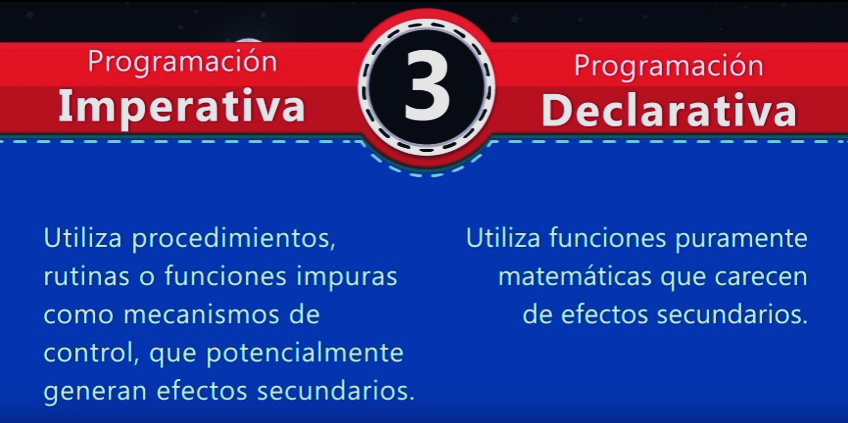 Programación
Imperativa
3
Programación
Declarativa
Utiliza procedimientos,
rutinas o funciones impuras
como mecanismos de
control, que potencialmente
generan efectos secundarios.
Utiliza funciones puramente
matemáticas que carecen
de efectos secundarios.